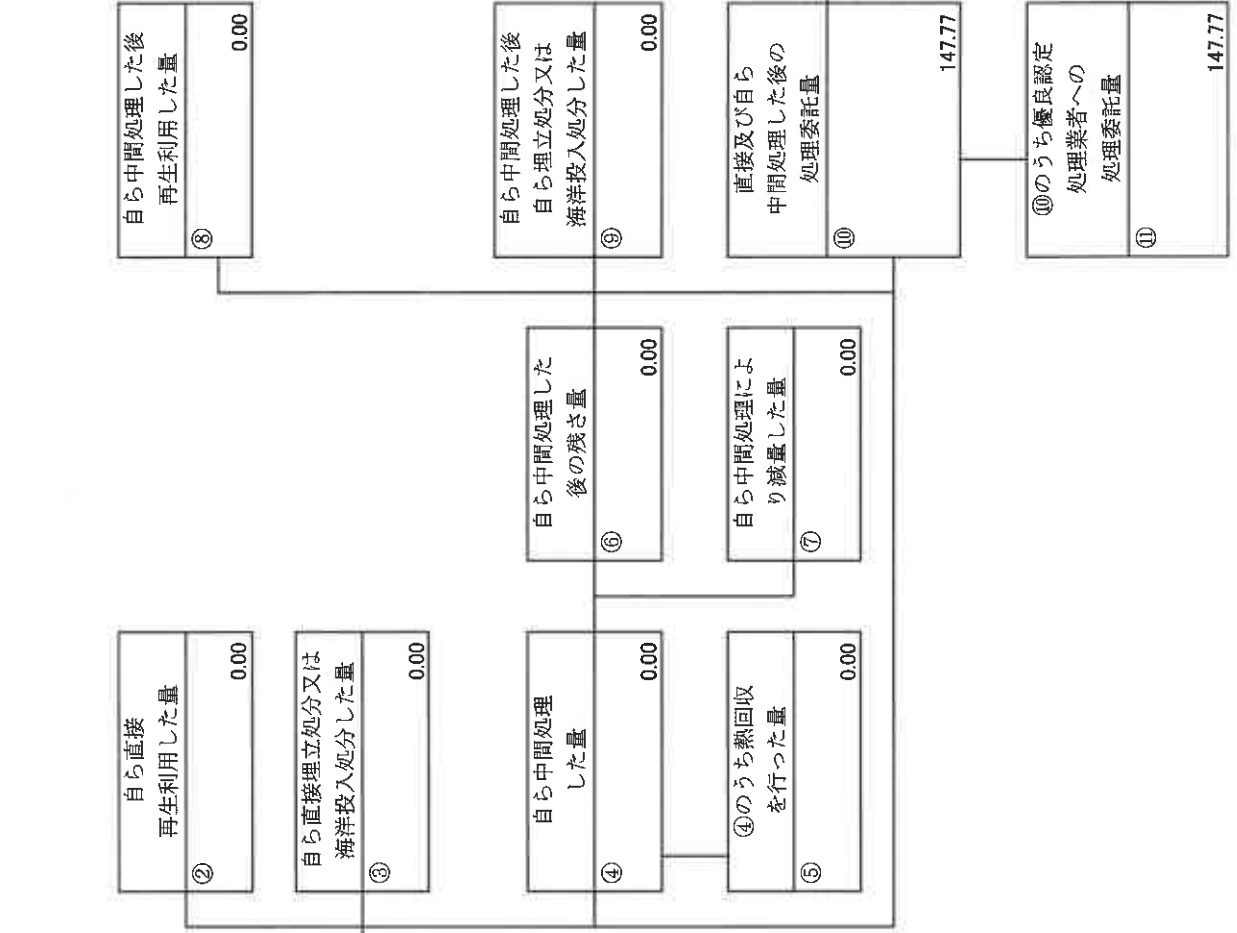 自ら直接
再生利用した量
②
0.00
自ら直接埋立処分又は
海洋投入処分した量
③
0.00
自ら中間処理
した量
④
0.00
④のうち熱回収
を行った量
⑤
0.00
自ら中間処理した
後の残さ量
⑥
0.00
自ら中間処理によ
り減量した量
⑦
0.00
自ら中間処理した後
再生利用した量
⑧
0.00
自ら中間処理した後
自ら埋立処分又は
海洋投入処分した量
⑨
0.00
直接及び自ら
中間処理した後の
処理委託量
⑩
147.77
⑩のうち優良認定
処理業者への
処理委託量
⑪
147.77